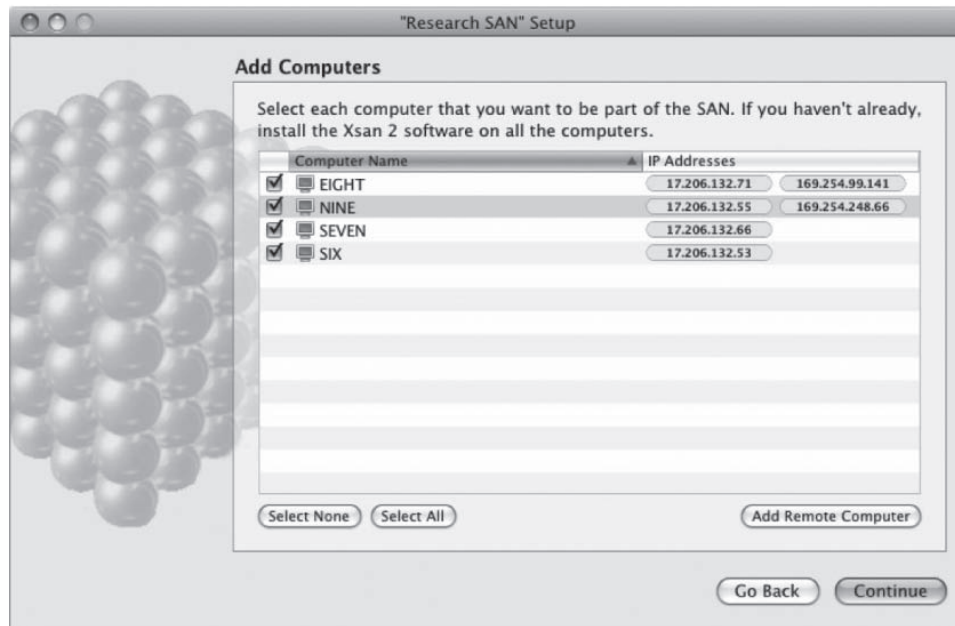 "Research SAN" Setup
Add Computers
Select each computer that you want to be part of the SAN. If you haven't already,
install the Xsan 2 software on all the computers.
Computer Name IP Addresses
EIGHT 17.206.132.71 169.254.99.141
NINE 17.206.132.55 169.254.248.66
SEVEN 17.206.132.66
SIX 17.206.132.53
Select None Select All Add Remote Computer
Go Back Continue